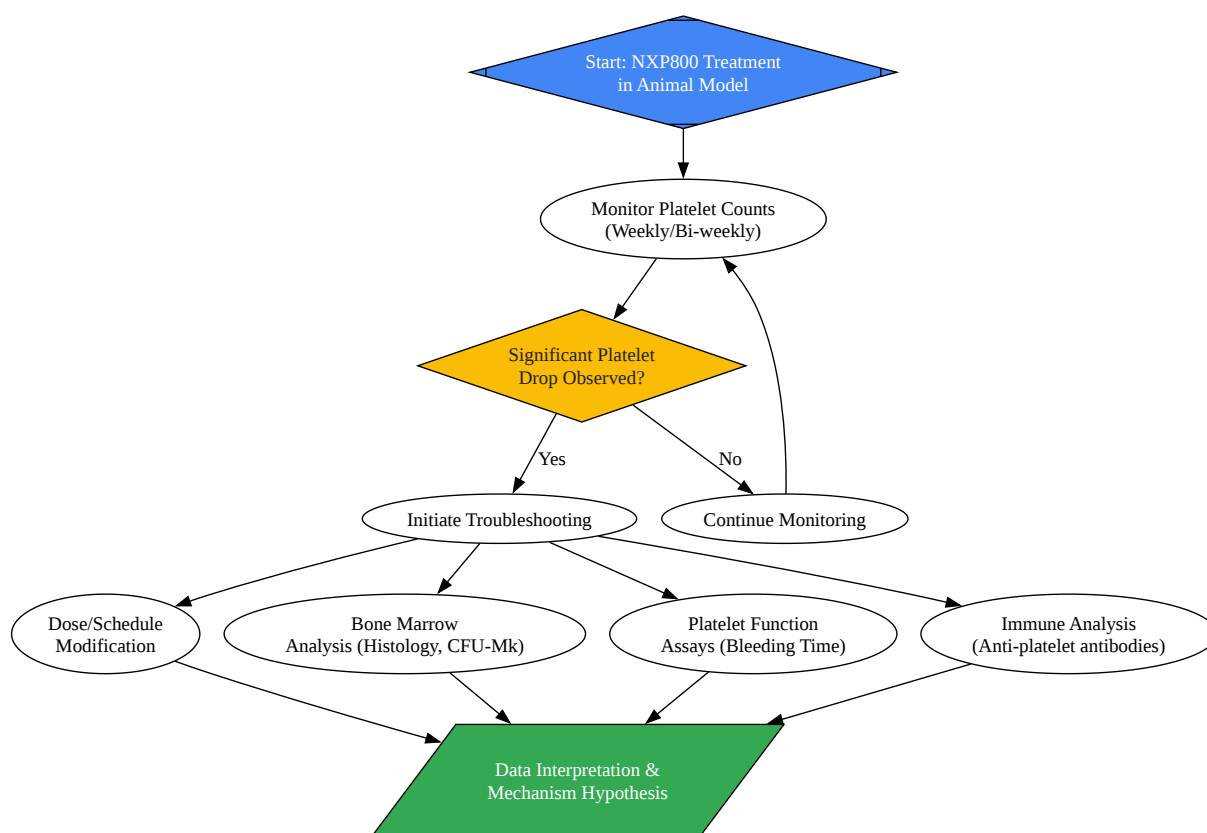 Start: NXP800 Treatment
in Animal Model
Monitor Platelet Counts
(Weekly/Bi-weekly)
Significant Platelet
Drop Observed?
Yes
No
Initiate Troubleshooting
Continue Monitoring
Dose/Schedule
Modification
Bone Marrow
Analysis (Histology, CFU-Mk)
Platelet Function
Assays (Bleeding Time)
Immune Analysis
(Anti-platelet antibodies)
Data Interpretation &
Mechanism Hypothesis